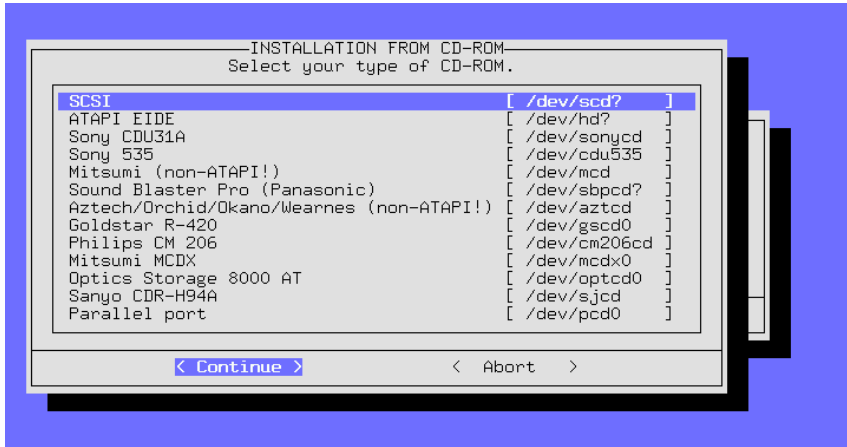 INSTALLATION FROM CD-ROM
Select your type of CD-ROM.
SCSI [ /dev/scd? ]
ATAPI EIDE [ /dev/hd? ]
Sony CDU31A [ /dev/sonycd ]
Sony 535 [ /dev/cdu535 ]
Mitsumi (non-ATAPI!) [ /dev/mcd ]
Sound Blaster Pro (Panasonic) [ /dev/sbpcd? ]
Aztech/Orchid/Okano/Wearnes (non-ATAPI!) [ /dev/aztcd ]
Goldstar R-420 [ /dev/gscd0 ]
Philips CM 206 [ /dev/cm206cd ]
Mitsumi MCDX [ /dev/mcdx0 ]
Optics Storage 8000 AT [ /dev/optcd0 ]
Sanyo CDR-H94A [ /dev/sjcd ]
Parallel port [ /dev/pcd0 ]
< Continue > < Abort >